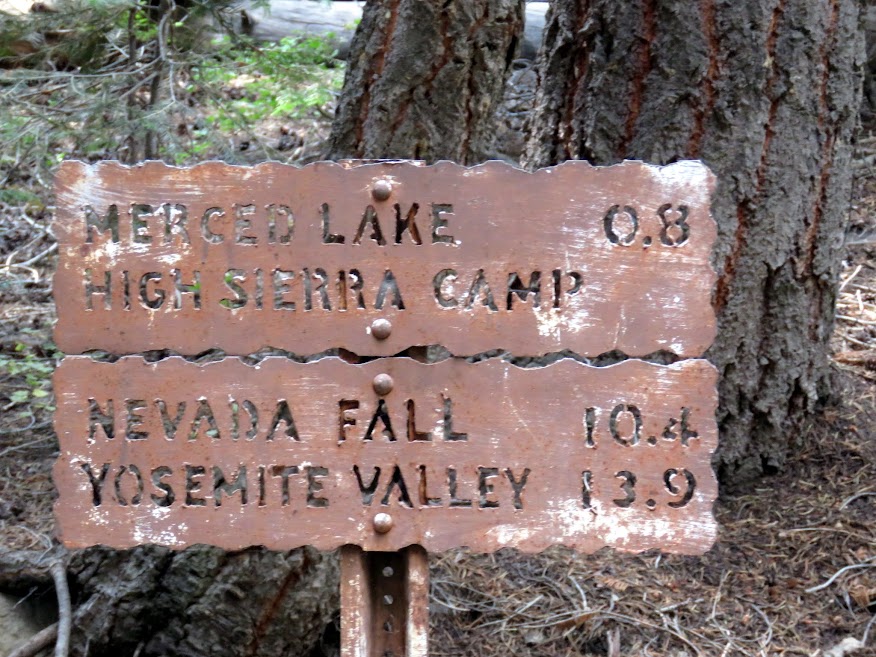 MERCED LAKE 0.8
HIGH SIERRA CAMP
NEVADA FALL 10.4
YOSEMITE VALLEY 13.9